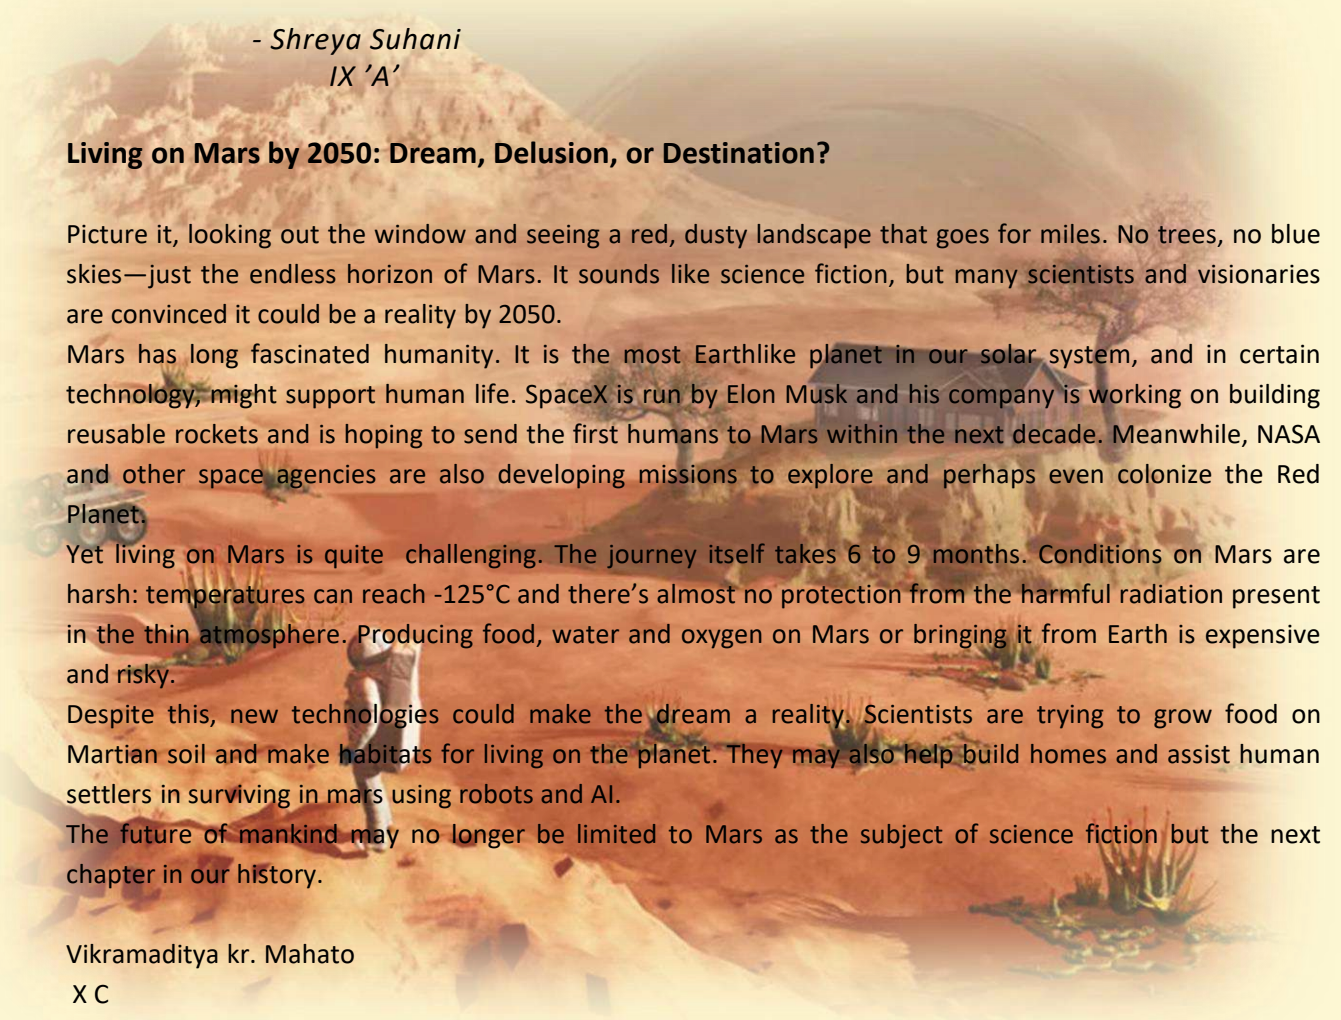 - Shreya Suhani
IX ’A’
Living on Mars by 2050: Dream, Delusion, or Destination?
Picture it, looking out the window and seeing a red, dusty landscape that goes for miles. No trees, no blue
skies—just the endless horizon of Mars. It sounds like science fiction, but many scientists and visionaries
are convinced it could be a reality by 2050.
Mars has long fascinated humanity. It is the most Earthlike planet in our solar system, and in certain
technology, might support human life. SpaceX is run by Elon Musk and his company is working on building
reusable rockets and is hoping to send the first humans to Mars within the next decade. Meanwhile, NASA
and other space agencies are also developing missions to explore and perhaps even colonize the Red
Planet.
Yet living on Mars is quite  challenging. The journey itself takes 6 to 9 months. Conditions on Mars are
harsh: temperatures can reach -125°C and there’s almost no protection from the harmful radiation present
in the thin atmosphere. Producing food, water and oxygen on Mars or bringing it from Earth is expensive
and risky.
Despite this, new technologies could make the dream a reality. Scientists are trying to grow food on
Martian soil and make habitats for living on the planet. They may also help build homes and assist human
settlers in surviving in mars using robots and AI.
The future of mankind may no longer be limited to Mars as the subject of science fiction but the next
chapter in our history.
Vikramaditya kr. Mahato
X C